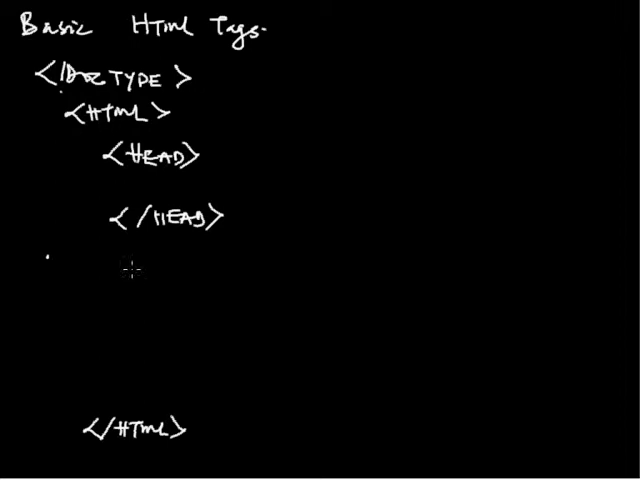 Basic Html Tags.
<!DOCTYPE>
<HTML>
<HEAD>
</HEAD>
</HTML>